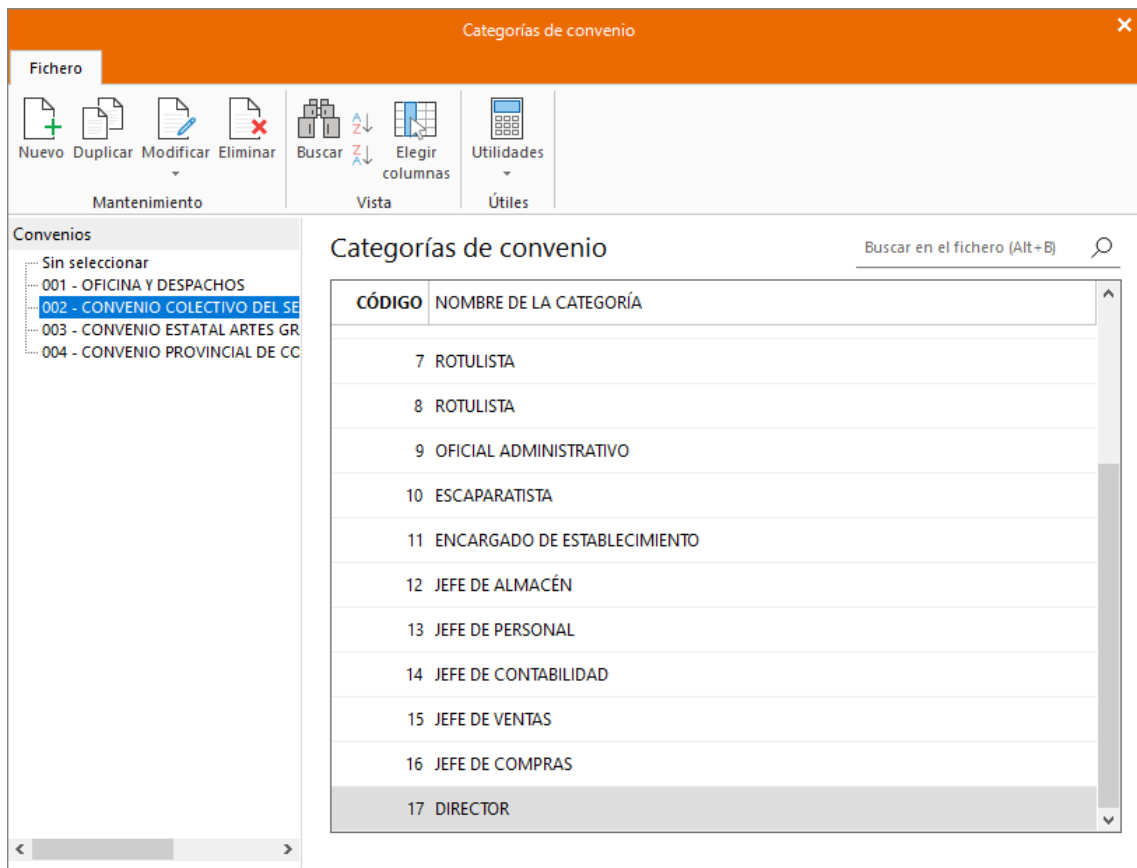 Categorías de convenio
Fichero
Nuevo Duplicar Modificar Eliminar
Buscar
Elegir columnas
Utilidades
Mantenimiento
Vista
Útiles
Convenios
Sin seleccionar
001 - OFICINA Y DESPACHOS
002 - CONVENIO COLECTIVO DEL SE
003 - CONVENIO ESTATAL ARTES GR
004 - CONVENIO PROVINCIAL DE CO
Categorías de convenio
Buscar en el fichero (Alt+B)
CÓDIGO NOMBRE DE LA CATEGORÍA
7 ROTULISTA
8 ROTULISTA
9 OFICIAL ADMINISTRATIVO
10 ESCAPARATISTA
11 ENCARGADO DE ESTABLECIMIENTO
12 JEFE DE ALMACÉN
13 JEFE DE PERSONAL
14 JEFE DE CONTABILIDAD
15 JEFE DE VENTAS
16 JEFE DE COMPRAS
17 DIRECTOR